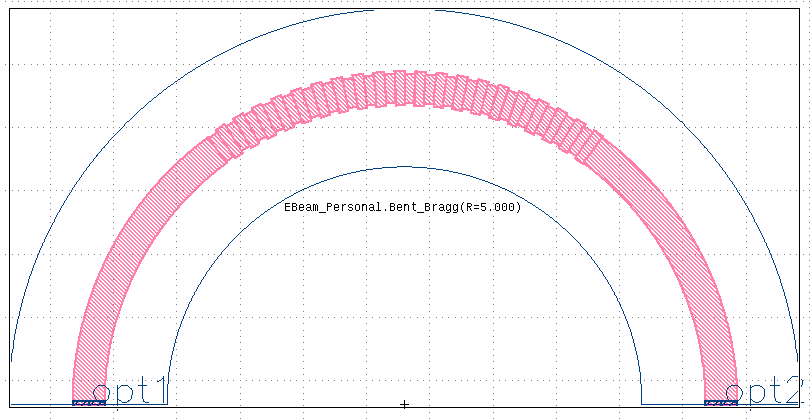 EBeam_Personal.Bent_Bragg(R=5.000)
opt1 opt2